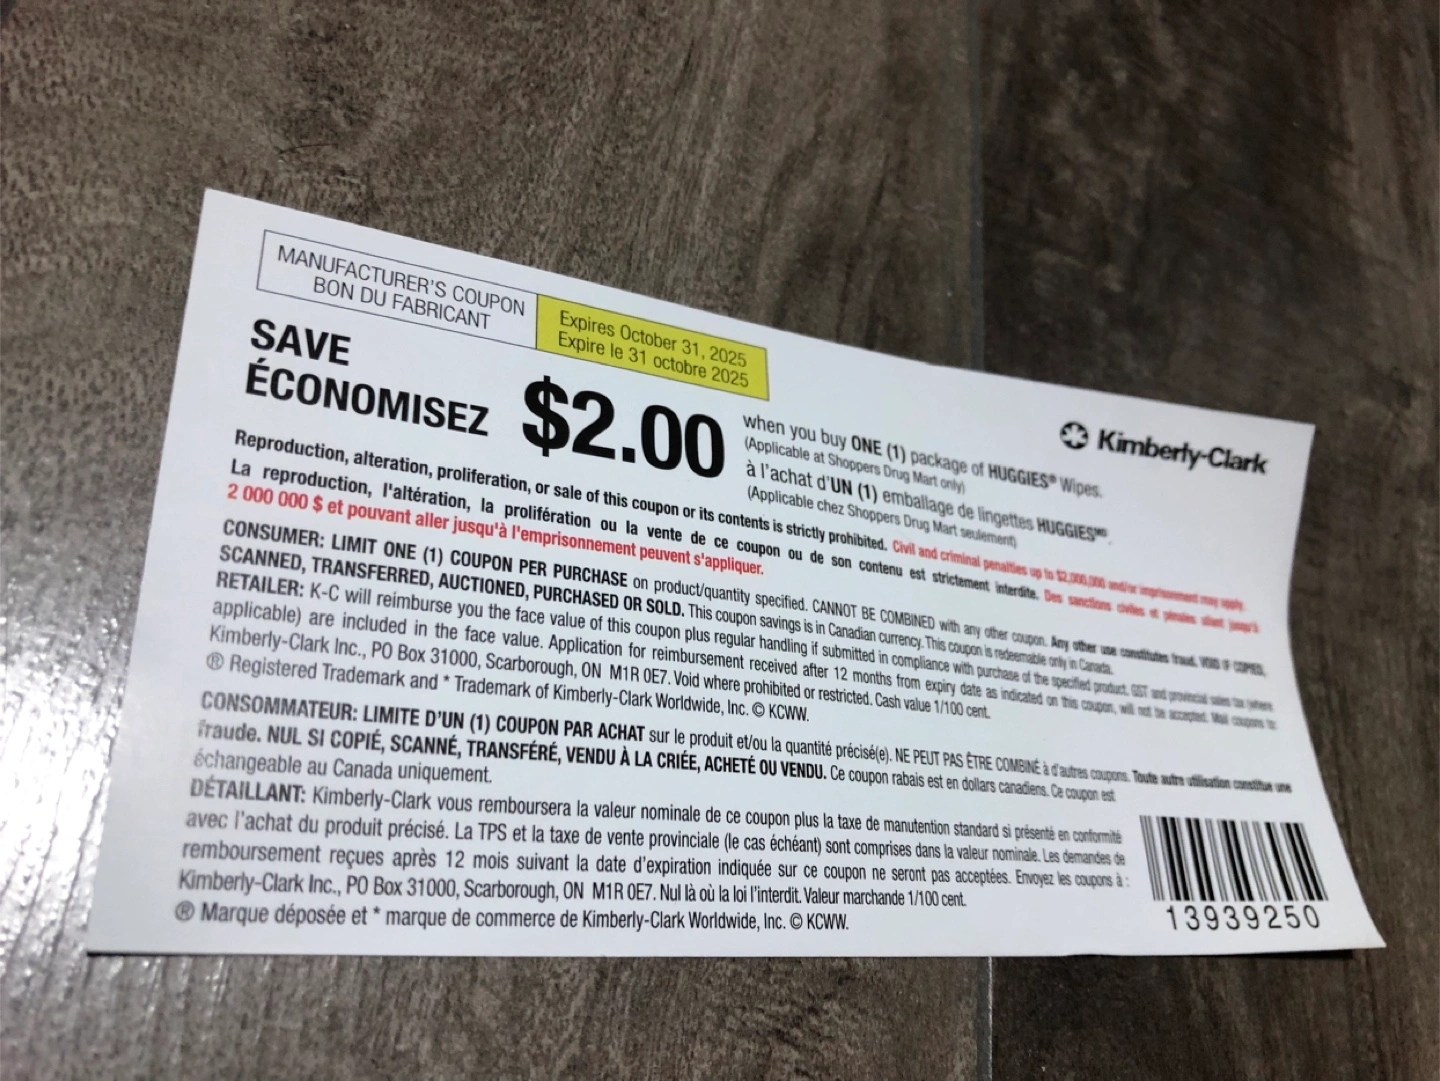 MANUFACTURER'S COUPON
BON DU FABRICANT
Expires October 31, 2025
Expire le 31 octobre 2025
SAVE
ÉCONOMISEZ
$2.00
when you buy ONE (1) package of HUGGIES® Wipes.
(Applicable at Shoppers Drug Mart only)
à l'achat d'UN (1) emballage de lingettes HUGGIES^MD.
(Applicable chez Shoppers Drug Mart seulement)
Kimberly-Clark
Reproduction, alteration, proliferation, or sale of this coupon or its contents is strictly prohibited. Civil and criminal penalties up to $2,000,000 and/or imprisonment may apply.
La reproduction, l'altération, la prolifération ou la vente de ce coupon ou de son contenu est strictement interdite. Des sanctions civiles et pénales allant jusqu'à
2 000 000 $ et pouvant aller jusqu'à l'emprisonnement peuvent s'appliquer.
CONSUMER: LIMIT ONE (1) COUPON PER PURCHASE on product/quantity specified. CANNOT BE COMBINED with any other coupon. Any other use constitutes fraud. VOID IF COPIED,
SCANNED, TRANSFERRED, AUCTIONED, PURCHASED OR SOLD. This coupon savings is in Canadian currency. This coupon is redeemable only in Canada.
RETAILER: K-C will reimburse you the face value of this coupon plus regular handling if submitted in compliance with purchase of the specified product. GST and provincial sales tax (where
applicable) are included in the face value. Application for reimbursement received after 12 months from expiry date as indicated on this coupon, will not be accepted. Mail coupons to:
Kimberly-Clark Inc., PO Box 31000, Scarborough, ON M1R 0E7. Void where prohibited or restricted. Cash value 1/100 cent.
® Registered Trademark and * Trademark of Kimberly-Clark Worldwide, Inc. © KCWW.
CONSOMMATEUR: LIMITE D'UN (1) COUPON PAR ACHAT sur le produit et/ou la quantité précisé(e). NE PEUT PAS ÊTRE COMBINÉ à d'autres coupons. Toute autre utilisation constitue une
fraude. NUL SI COPIÉ, SCANNÉ, TRANSFÉRÉ, VENDU À LA CRIÉE, ACHETÉ OU VENDU. Ce coupon rabais est en dollars canadiens. Ce coupon est
échangeable au Canada uniquement.
DÉTAILLANT: Kimberly-Clark vous remboursera la valeur nominale de ce coupon plus la taxe de manutention standard si présenté en conformité
avec l'achat du produit précisé. La TPS et la taxe de vente provinciale (le cas échéant) sont comprises dans la valeur nominale. Les demandes de
remboursement reçues après 12 mois suivant la date d'expiration indiquée sur ce coupon ne seront pas acceptées. Envoyez les coupons à :
Kimberly-Clark Inc., PO Box 31000, Scarborough, ON M1R 0E7. Nul là où la loi l'interdit. Valeur marchande 1/100 cent.
® Marque déposée et * marque de commerce de Kimberly-Clark Worldwide, Inc. © KCWW.
13939250